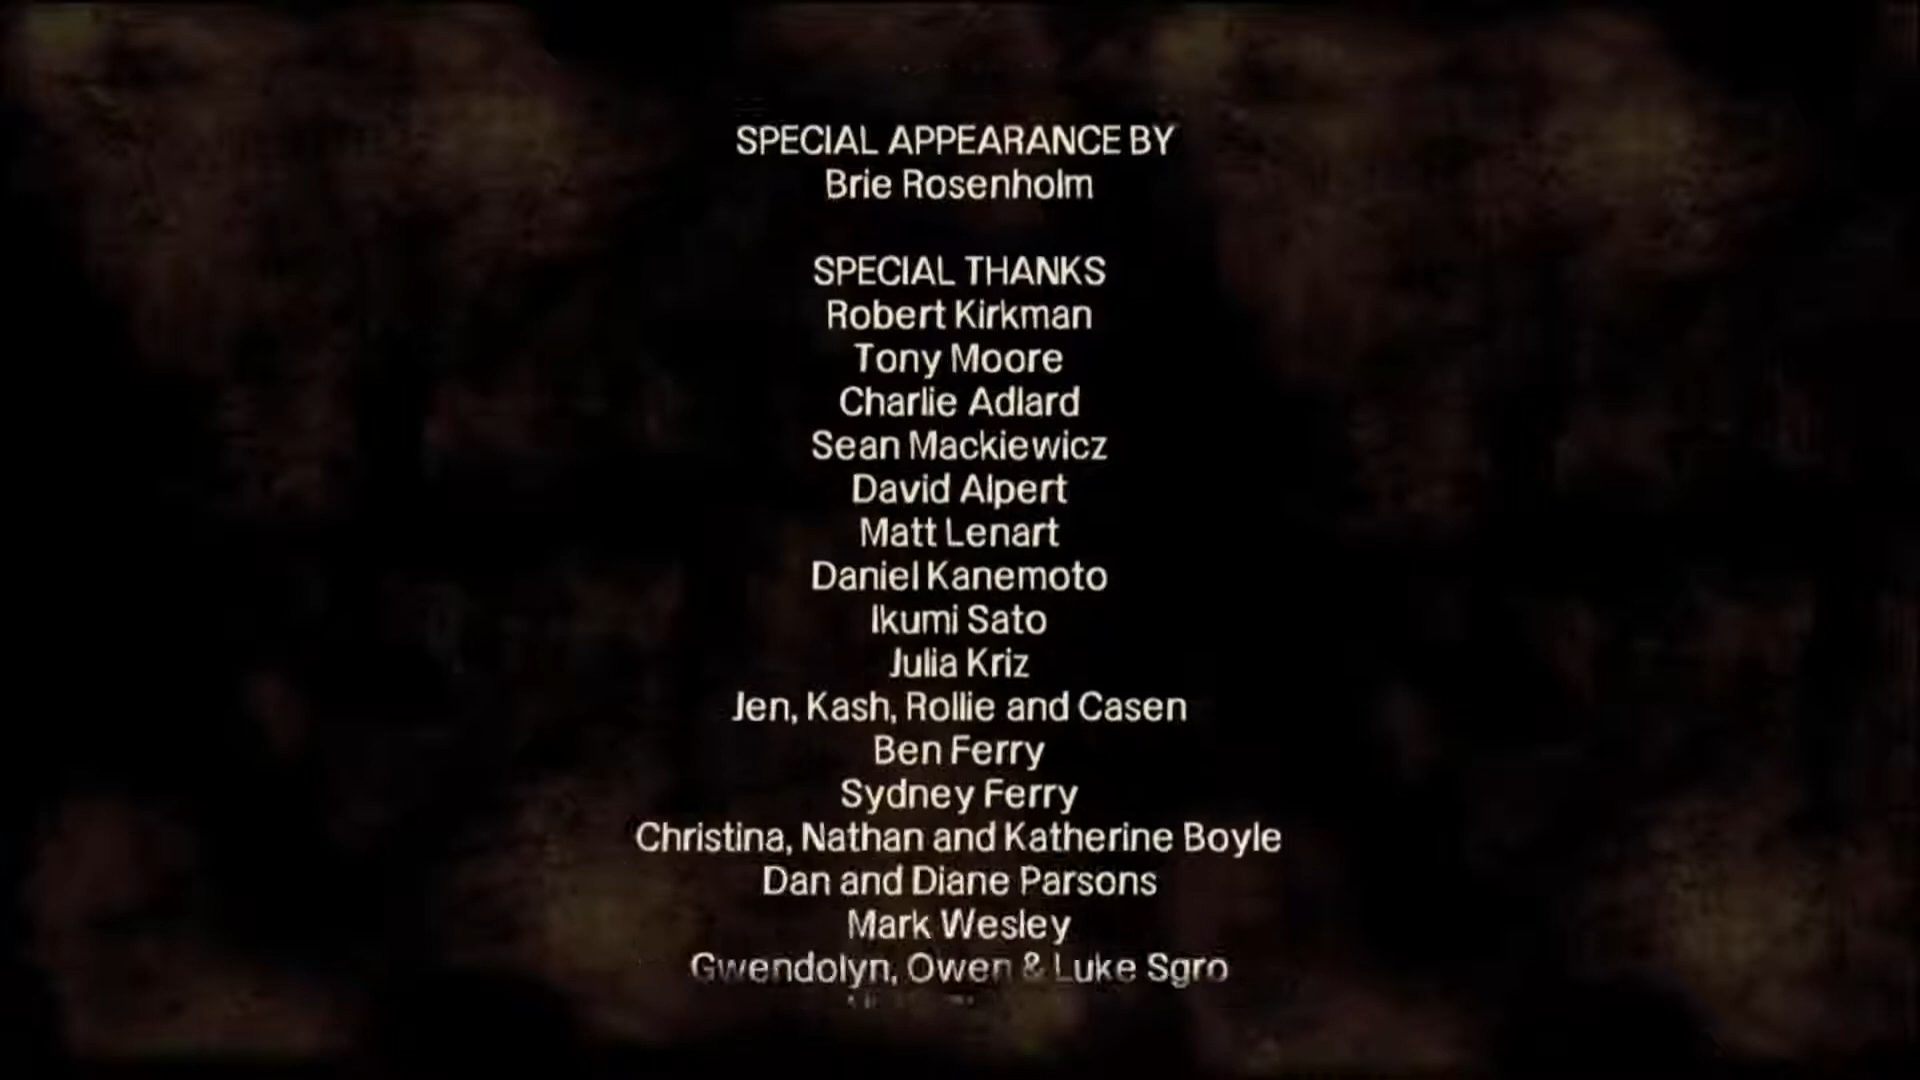 SPECIAL APPEARANCE BY
Brie Rosenholm
SPECIAL THANKS
Robert Kirkman
Tony Moore
Charlie Adlard
Sean Mackiewicz
David Alpert
Matt Lenart
Daniel Kanemoto
Ikumi Sato
Julia Kriz
Jen, Kash, Rollie and Casen
Ben Ferry
Sydney Ferry
Christina, Nathan and Katherine Boyle
Dan and Diane Parsons
Mark Wesley
Gwendolyn, Owen & Luke Sgro